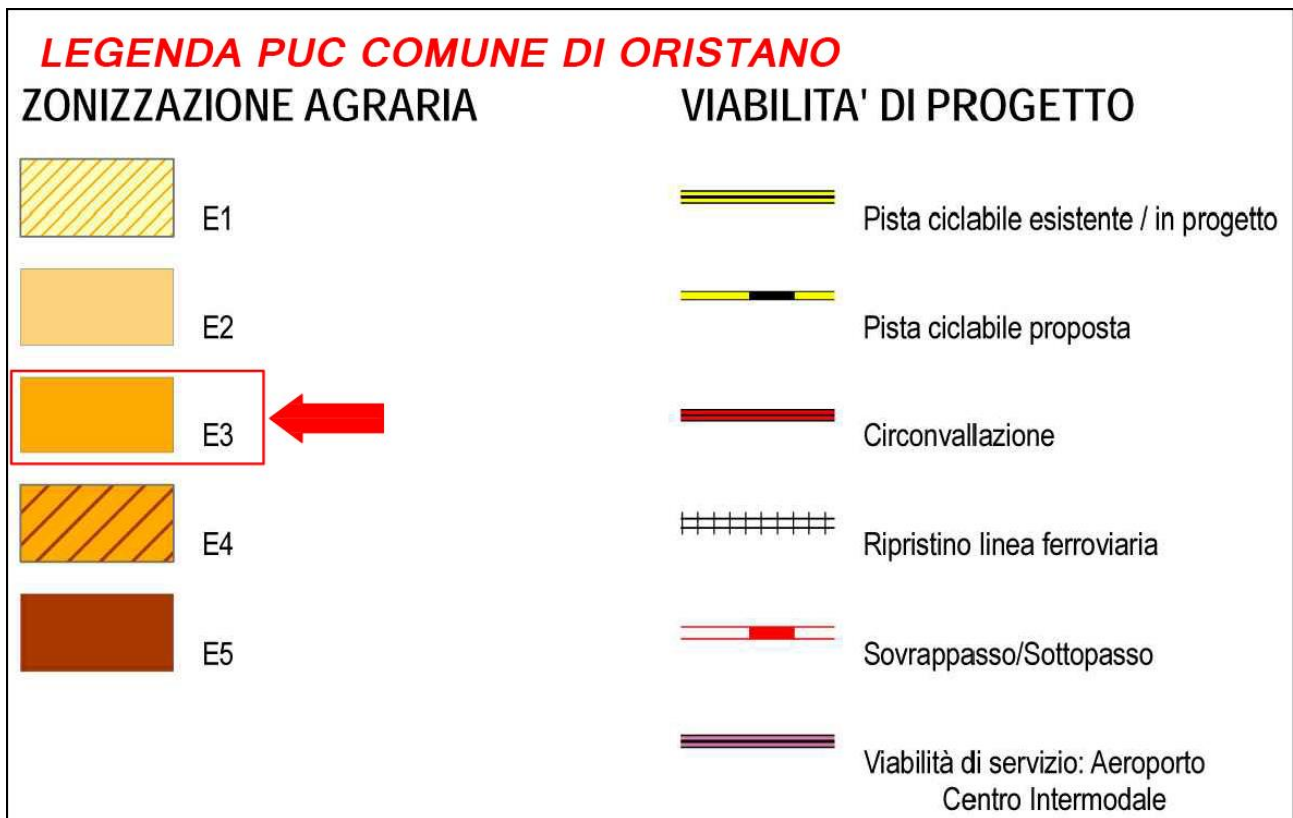 LEGENDA PUC COMUNE DI ORISTANO
ZONIZZAZIONE AGRARIA
E1
E2
E3
E4
E5
VIABILITA' DI PROGETTO
Pista ciclabile esistente / in progetto
Pista ciclabile proposta
Circonvallazione
Ripristino linea ferroviaria
Sovrappasso/Sottopasso
Viabilità di servizio: Aeroporto
Centro Intermodale